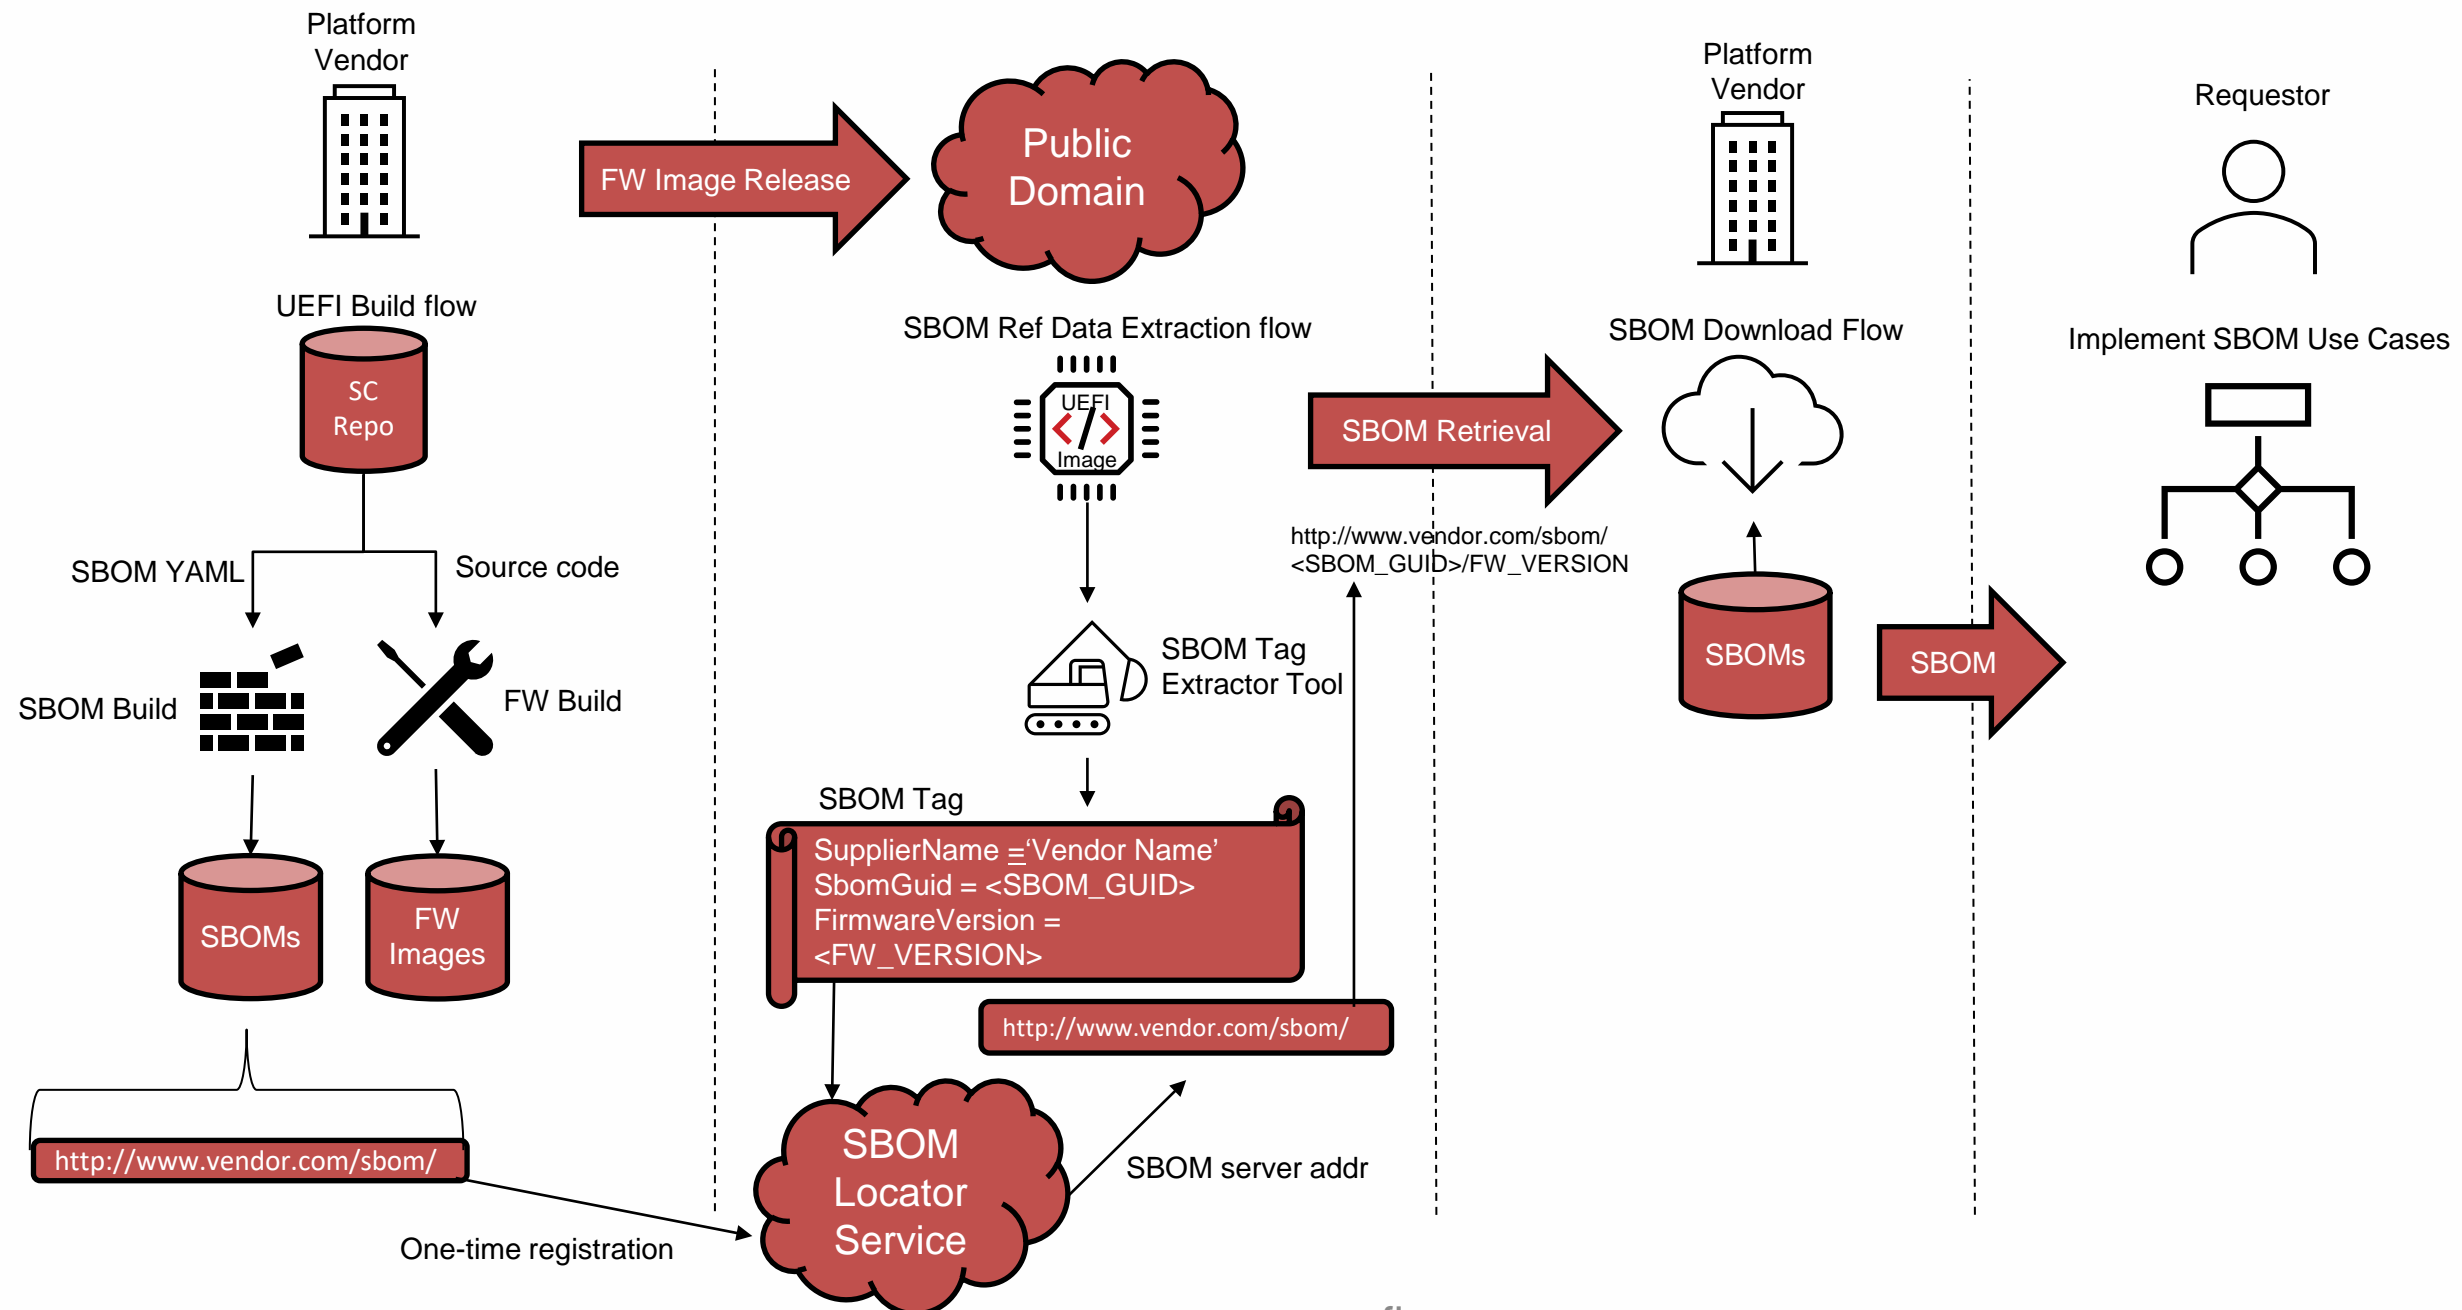 Platform
Vendor
UEFI Build flow
SC
Repo
SBOM YAML
Source code
SBOM Build
FW Build
SBOMs
FW
Images
http://www.vendor.com/sbom/
One-time registration
FW Image Release
Public
Domain
SBOM Ref Data Extraction flow
UEFI
</>
Image
SBOM Tag
Extractor Tool
SBOM Tag
SupplierName =‘Vendor Name’
SbomGuid = <SBOM_GUID>
FirmwareVersion =
<FW_VERSION>
http://www.vendor.com/sbom/
SBOM
Locator
Service
SBOM server addr
SBOM Retrieval
http://www.vendor.com/sbom/
<SBOM_GUID>/FW_VERSION
Platform
Vendor
SBOM Download Flow
SBOMs
SBOM
Requestor
Implement SBOM Use Cases